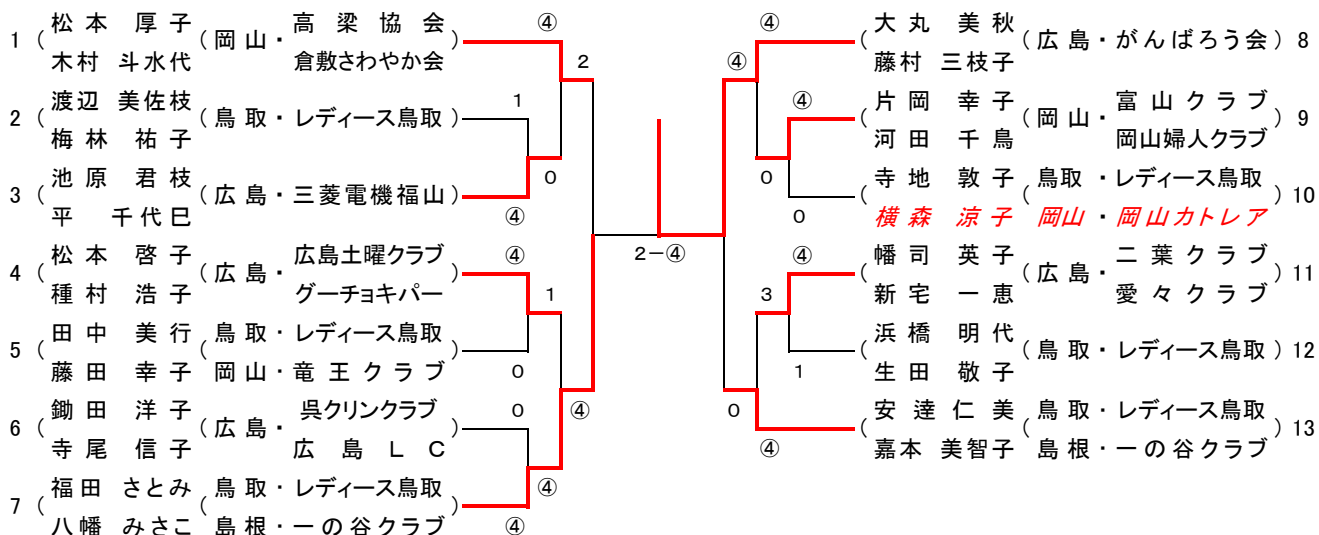 1 ( 松本 厚子 ( 岡山・ 高梁協会 )
木村 斗水代 倉敷さわやか会
2 ( 渡辺 美佐枝 ( 鳥取・レディース鳥取 )
梅林 祐子
3 ( 池原 君枝 ( 広島・三菱電機福山 )
平 千代巳
4 ( 松本 啓子 ( 広島・ 広島土曜クラブ )
種村 浩子 グーチョキパー
5 ( 田中 美行 ( 鳥取・レディース鳥取 )
藤田 幸子 岡山・竜王クラブ
6 ( 鋤田 洋子 ( 広島・ 呉クリンクラブ )
寺尾 信子 広島LC
7 ( 福田 さとみ ( 鳥取・レディース鳥取 )
八幡 みさこ 島根・一の谷クラブ
④
2
1
0
④
④
1
0
0
④
④
④
2-④
④
④
④
0
0
④
3
1
0
④
( 大丸 美秋 ( 広島・がんばろう会 ) 8
藤村 三枝子
( 片岡 幸子 ( 岡山・ 富山クラブ ) 9
河田 千鳥 岡山婦人クラブ
( 寺地 敦子 ( 鳥取・レディース鳥取 ) 10
横森 涼子 岡山・岡山カトレア
( 幡司 英子 ( 広島・ 二葉クラブ ) 11
新宅 一恵 愛々クラブ
( 浜橋 明代 ( 鳥取・レディース鳥取 ) 12
生田 敬子
( 安達仁美 ( 鳥取・レディース鳥取 ) 13
嘉本 美智子 島根・一の谷クラブ